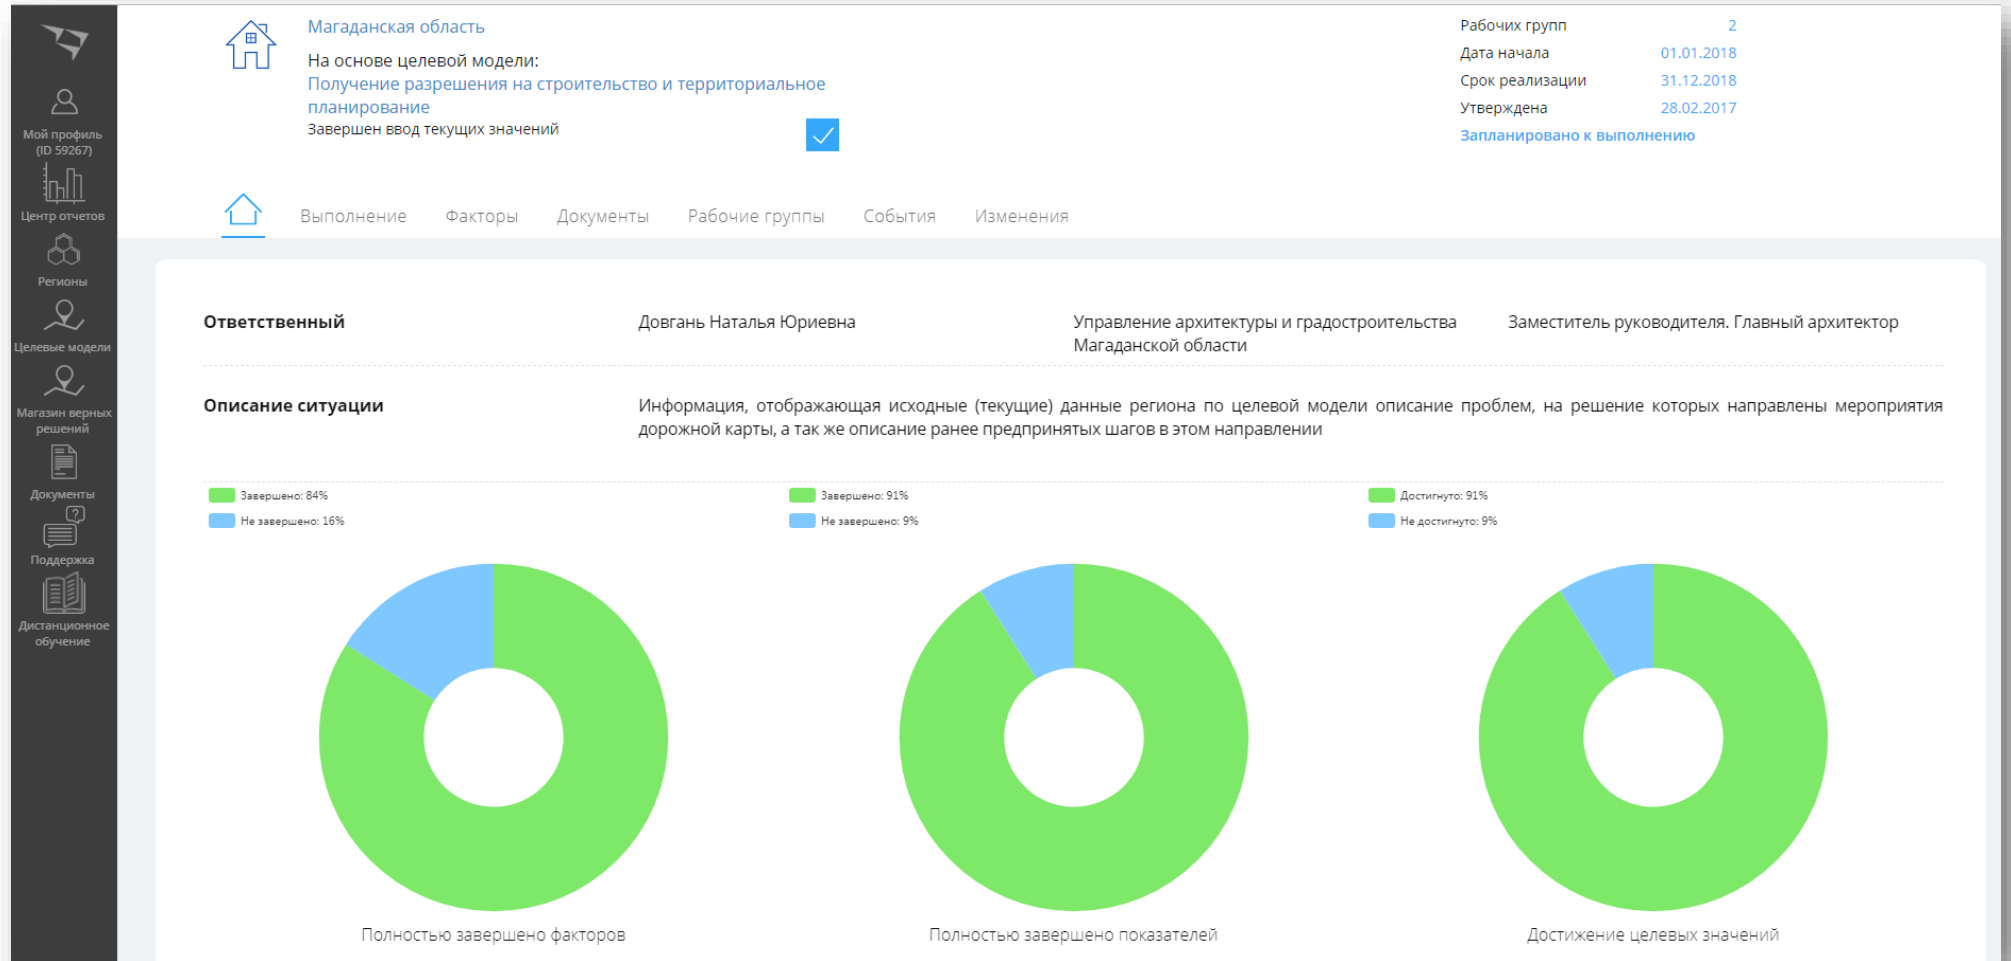 Мой профиль
(ID 59267)
Центр отчетов
Регионы
Целевые модели
Магазин верных
решений
Документы
Поддержка
Дистанционное
обучение
Магаданская область
На основе целевой модели:
Получение разрешения на строительство и территориальное
планирование
Завершен ввод текущих значений
Рабочих групп 2
Дата начала 01.01.2018
Срок реализации 31.12.2018
Утверждена 28.02.2017
Запланировано к выполнению
Выполнение Факторы Документы Рабочие группы События Изменения
Ответственный
Довгань Наталья Юриевна
Управление архитектуры и градостроительства
Магаданской области
Заместитель руководителя. Главный архитектор
Описание ситуации
Информация, отображающая исходные (текущие) данные региона по целевой модели описание проблем, на решение которых направлены мероприятия
дорожной карты, а так же описание ранее предпринятых шагов в этом направлении
Завершено: 84%
Не завершено: 16%
Полностью завершено факторов
Завершено: 91%
Не завершено: 9%
Полностью завершено показателей
Достигнуто: 91%
Не достигнуто: 9%
Достижение целевых значений